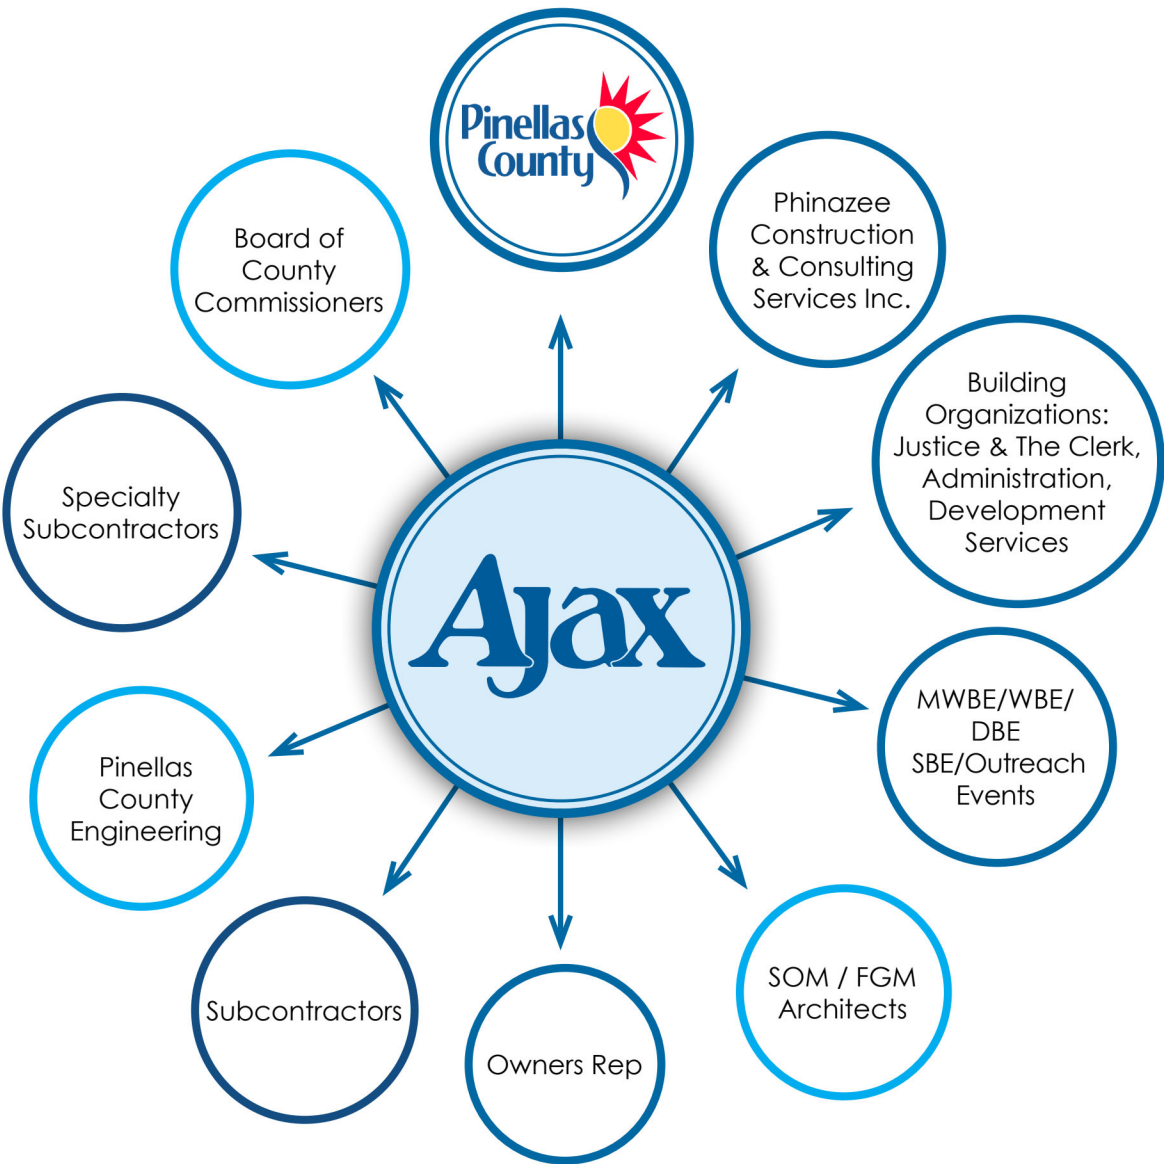 Pinellas
County
Phinazee
Construction
& Consulting
Services Inc.
Building
Organizations:
Justice & The Clerk,
Administration,
Development
Services
MWBE/WBE/
DBE
SBE/Outreach
Events
SOM / FGM
Architects
Owners Rep
Subcontractors
Pinellas
County
Engineering
Specialty
Subcontractors
Board of
County
Commissioners
Ajax